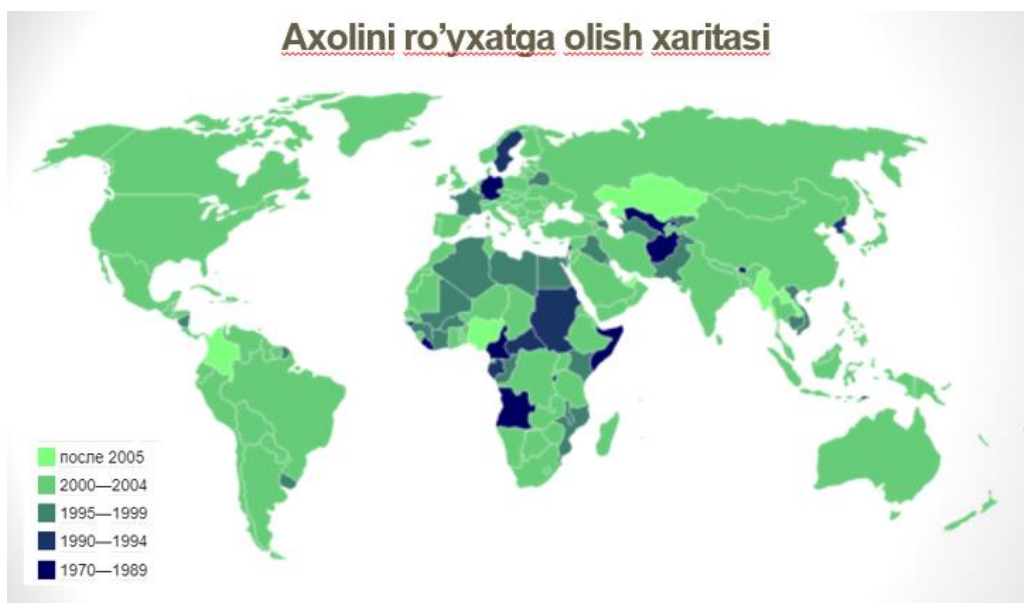 Axolini ro'yxatga olish xaritasi
после 2005
2000—2004
1995—1999
1990—1994
1970—1989